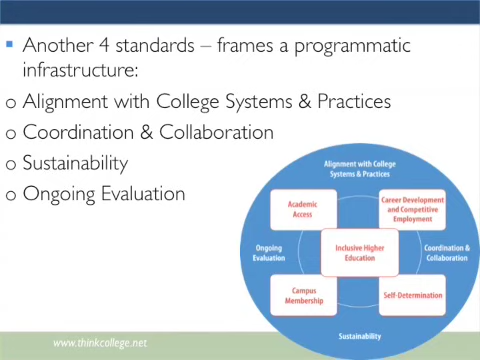 Another 4 standards – frames a programmatic
infrastructure:
o Alignment with College Systems & Practices
o Coordination & Collaboration
o Sustainability
o Ongoing Evaluation
Alignment with College
Systems & Practices
Academic
Access
Career Development
and Competitive
Employment
Ongoing
Evaluation
Inclusive Higher
Education
Coordination &
Collaboration
Campus
Membership
Self-Determination
Sustainability
www.thinkcollege.net